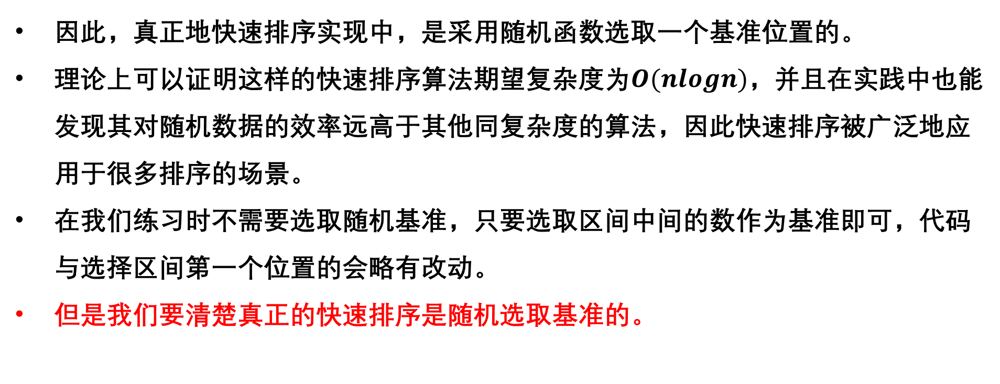 • 因此，真正地快速排序实现中，是采用随机函数选取一个基准位置的。
• 理论上可以证明这样的快速排序算法期望复杂度为O(nlogn)，并且在实践中也能
发现其对随机数据的效率远高于其他同复杂度的算法，因此快速排序被广泛地应
用于很多排序的场景。
• 在我们练习时不需要选取随机基准，只要选取区间中间的数作为基准即可，代码
与选择区间第一个位置的会略有改动。
• 但是我们要清楚真正的快速排序是随机选取基准的。